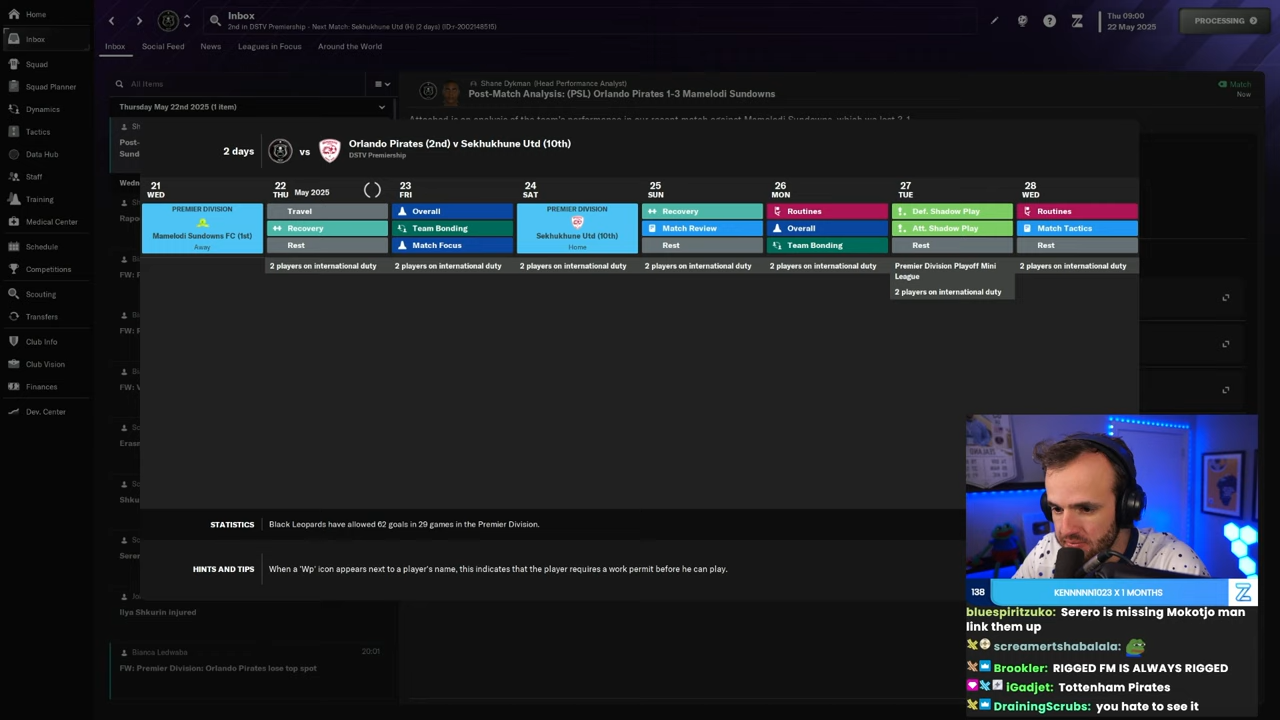 Home
Inbox
Squad
Squad Planner
Dynamics
Tactics
Data Hub
Staff
Training
Medical Center
Schedule
Competitions
Scouting
Transfers
Club Info
Club Vision
Finances
Dev. Center
Inbox
2nd in DSTV Premiership - Next Match: Sekhukhune Utd (H) (2 days) (ID:r-2002148515)
Thu 09:00
22 May 2025
PROCESSING
Inbox
Social Feed
News
Leagues in Focus
Around the World
All Items
Thursday May 22nd 2025 (1 item)
Shane Dykman (Head Performance Analyst)
Post-Match Analysis: (PSL) Orlando Pirates 1-3 Mamelodi Sundowns
Match
Now
2 days
vs
Orlando Pirates (2nd) v Sekhukhune Utd (10th)
DSTV Premiership
21
WED
22
THU
May 2025
23
FRI
24
SAT
25
SUN
26
MON
27
TUE
28
WED
PREMIER DIVISION
Mamelodi Sundowns FC (1st)
Away
Travel
Recovery
Rest
2 players on international duty
Overall
Team Bonding
Match Focus
2 players on international duty
PREMIER DIVISION
Sekhukhune Utd (10th)
Home
2 players on international duty
Recovery
Match Review
Rest
2 players on international duty
Routines
Overall
Team Bonding
2 players on international duty
Def. Shadow Play
Att. Shadow Play
Rest
Premier Division Playoff Mini
League
2 players on international duty
Routines
Match Tactics
Rest
2 players on international duty
STATISTICS
Black Leopards have allowed 62 goals in 29 games in the Premier Division.
HINTS AND TIPS
When a 'Wp' icon appears next to a player's name, this indicates that the player requires a work permit before he can play.
Ilya Shkurin injured
Bianca Ledwaba
20:01
FW: Premier Division: Orlando Pirates lose top spot
138
KENNNNN1023 X 1 MONTHS
bluespiritzuko: Serero is missing Mokotjo man
link them up
screamertshabalala:
Brookler: RIGGED FM IS ALWAYS RIGGED
iGadjet: Tottenham Pirates
DrainingScrubs: you hate to see it